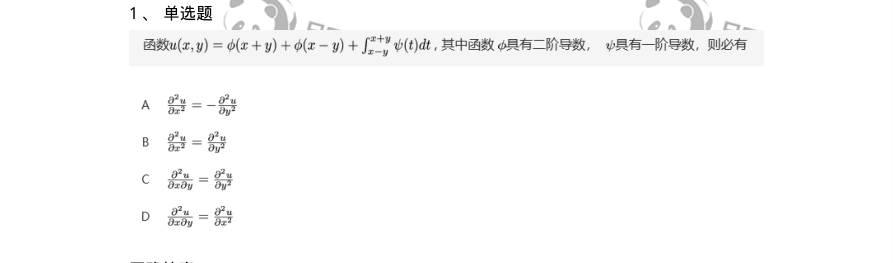 1、 单选题
函数u(x, y) = ϕ(x + y) + ϕ(x − y) + ∫_{x−y}^{x+y} ψ(t)dt , 其中函数 ϕ具有二阶导数， ψ具有一阶导数，则必有
A ∂²u/∂x² = −∂²u/∂y²
B ∂²u/∂x² = ∂²u/∂y²
C ∂²u/∂x∂y = ∂²u/∂y²
D ∂²u/∂x∂y = ∂²u/∂x²